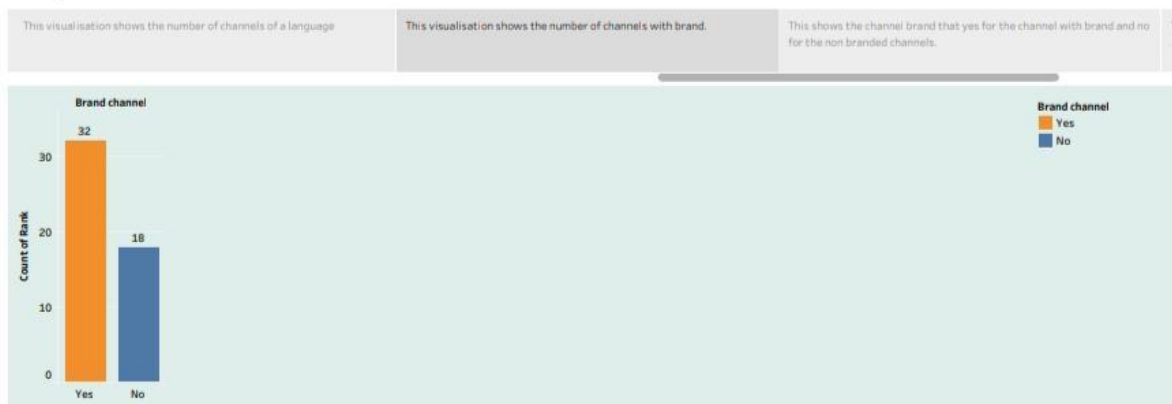 This visualisation shows the number of channels of a language
This visualisation shows the number of channels with brand.
This shows the channel brand that yes for the channel with brand and no
for the non branded channels.
Brand channel
32
30
18
20
10
0
Count of Rank
Yes
No
Brand channel
Yes
No